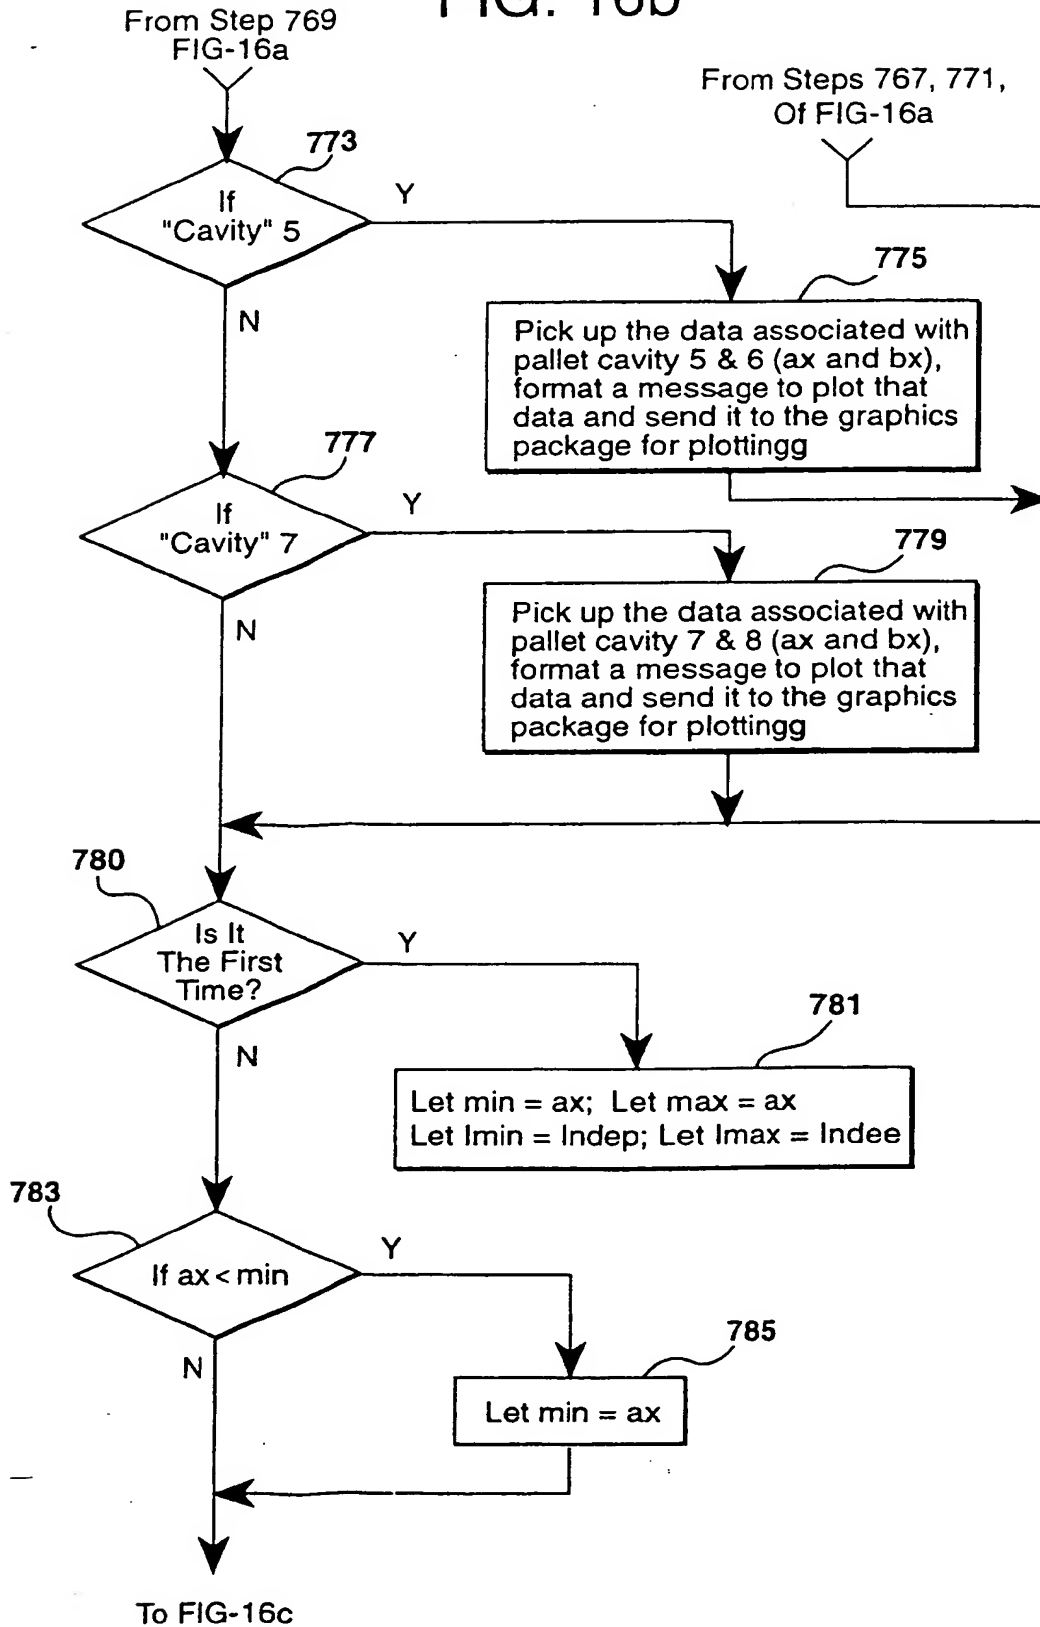 FIG. 16b
From Step 769
FIG-16a
From Steps 767, 771,
Of FIG-16a
773
If
"Cavity" 5
Y
N
775
Pick up the data associated with
pallet cavity 5 & 6 (ax and bx),
format a message to plot that
data and send it to the graphics
package for plottingg
777
If
"Cavity" 7
Y
N
779
Pick up the data associated with
pallet cavity 7 & 8 (ax and bx),
format a message to plot that
data and send it to the graphics
package for plottingg
780
Is It
The First
Time?
Y
N
781
Let min = ax; Let max = ax
Let Imin = Indep; Let Imax = Indee
783
If ax < min
Y
N
785
Let min = ax
To FIG-16c